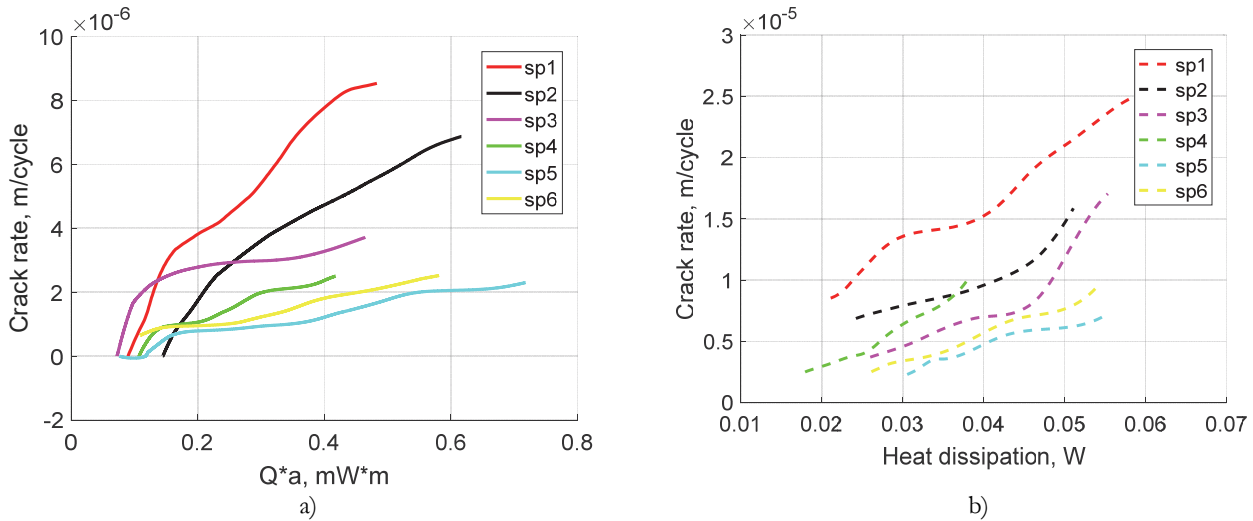 ×10⁻⁶
10
8
6
4
2
0
-2
0 0.2 0.4 0.6 0.8
Crack rate, m/cycle
Q*a, mW*m
sp1
sp2
sp3
sp4
sp5
sp6
a)
×10⁻⁵
3
2.5
2
1.5
1
0.5
0
0.01 0.02 0.03 0.04 0.05 0.06 0.07
Crack rate, m/cycle
Heat dissipation, W
sp1
sp2
sp3
sp4
sp5
sp6
b)